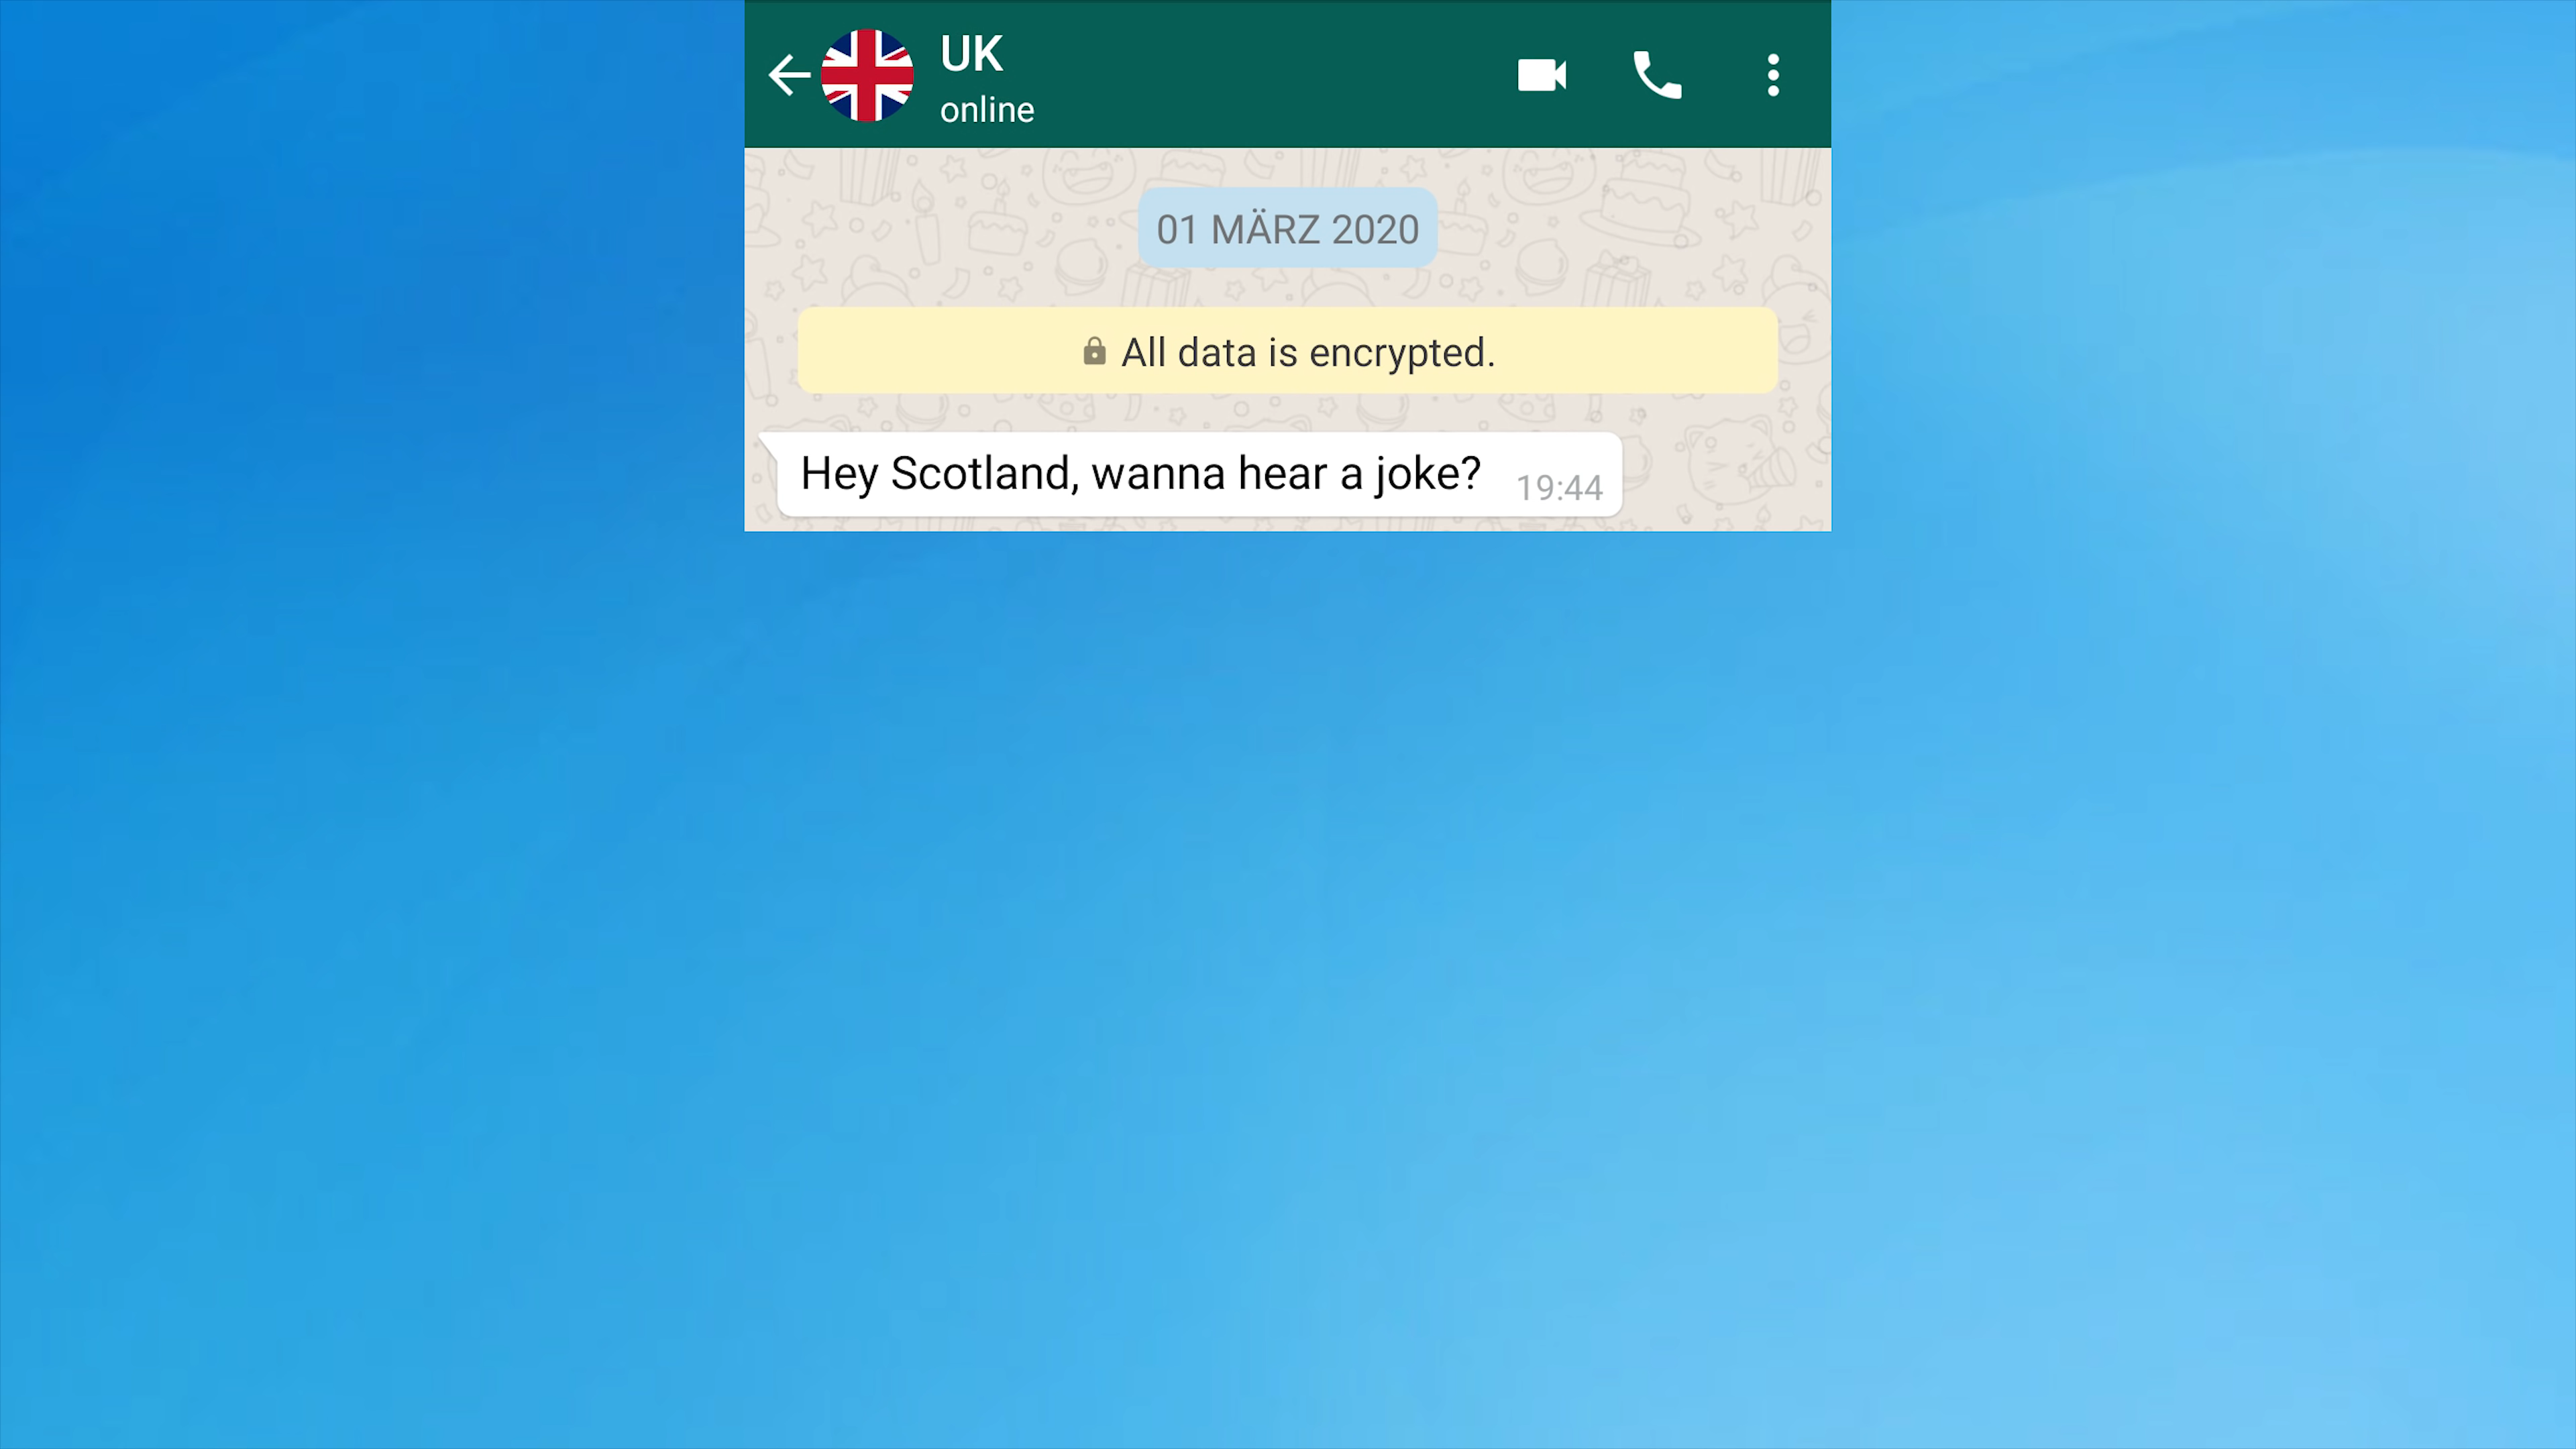 UK
online
01 MÄRZ 2020
All data is encrypted.
Hey Scotland, wanna hear a joke? 19:44